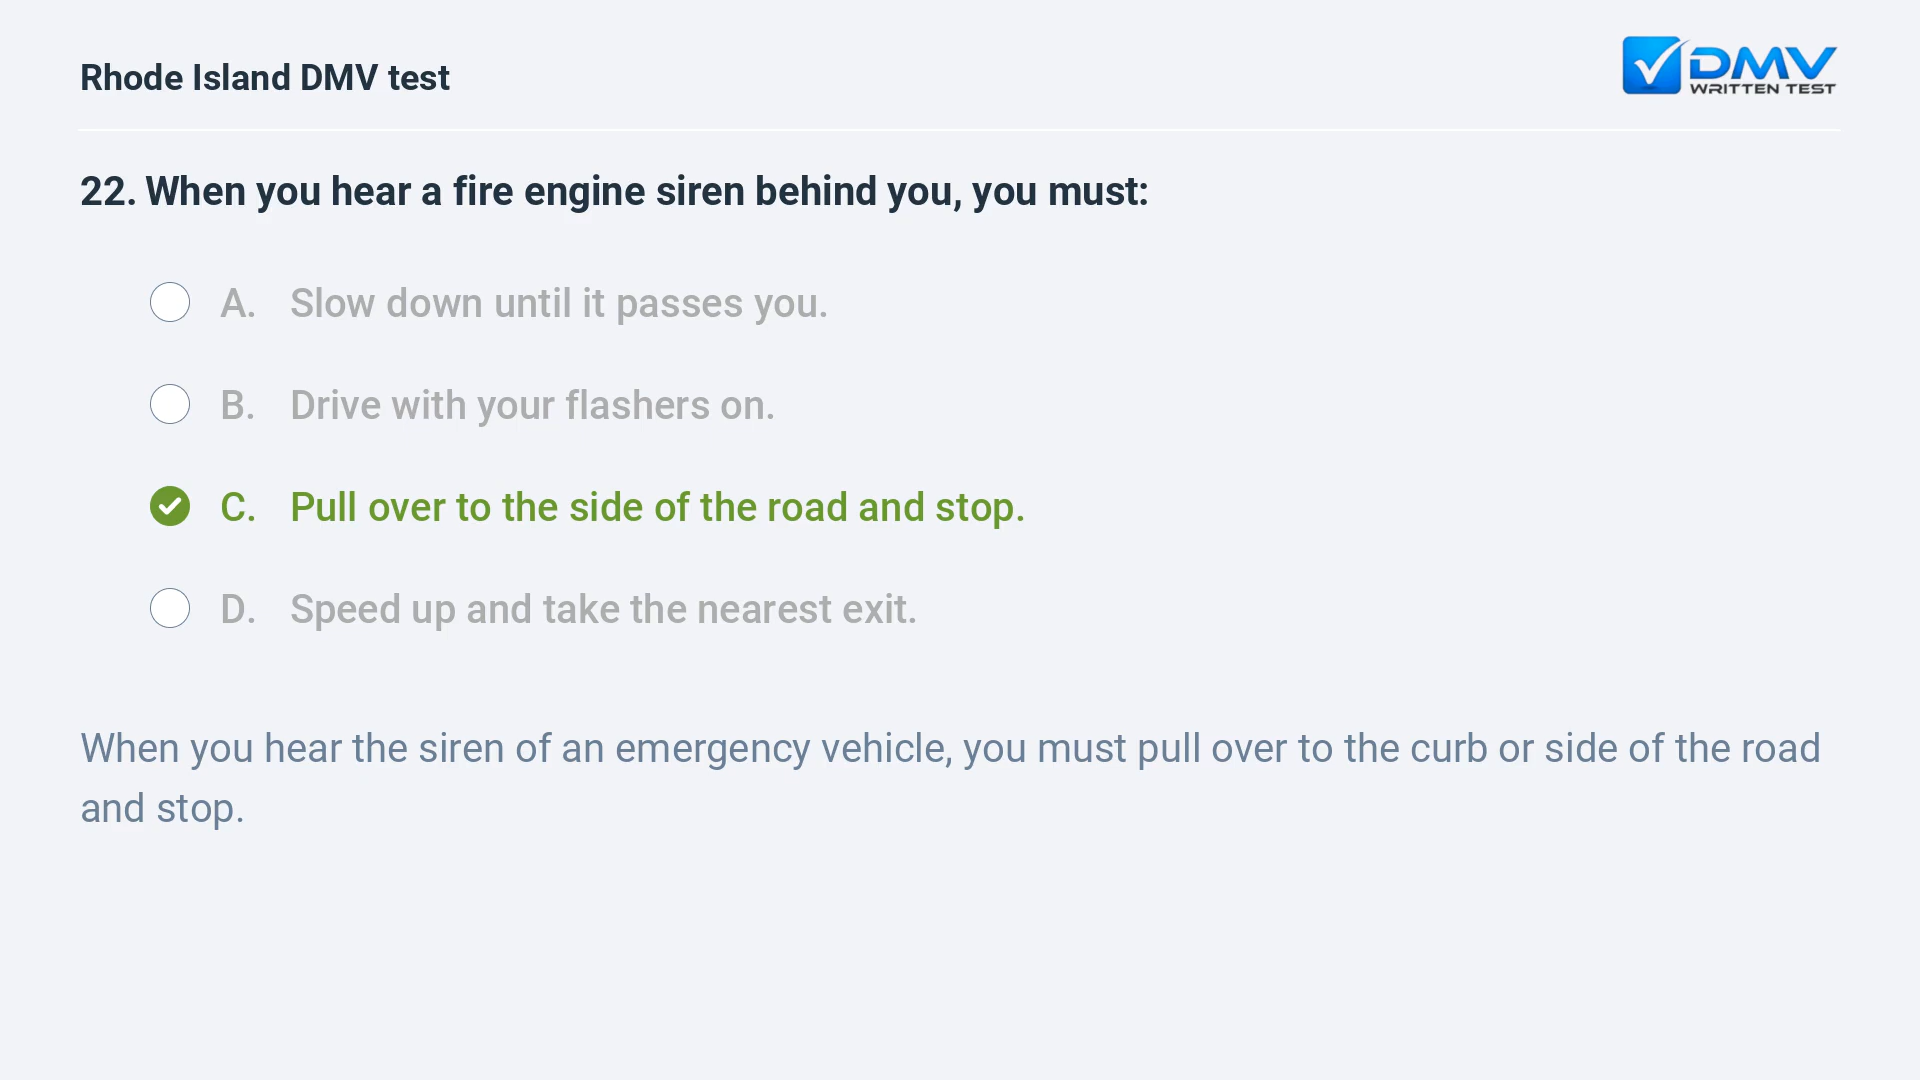 Rhode Island DMV test
DMV
WRITTEN TEST
22. When you hear a fire engine siren behind you, you must:
A. Slow down until it passes you.
B. Drive with your flashers on.
C. Pull over to the side of the road and stop.
D. Speed up and take the nearest exit.
When you hear the siren of an emergency vehicle, you must pull over to the curb or side of the road
and stop.